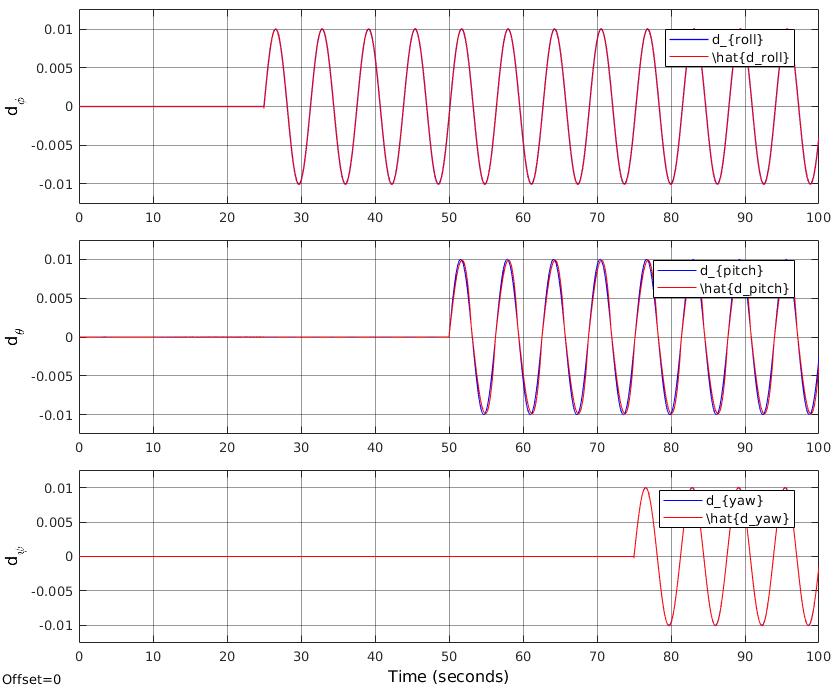 0.01
0.005
0
-0.005
-0.01
d_{roll}
\hat{d_roll}
dϕ
0 10 20 30 40 50 60 70 80 90 100
0.01
0.005
0
-0.005
-0.01
d_{pitch}
\hat{d_pitch}
dθ
0 10 20 30 40 50 60 70 80 90 100
0.01
0.005
0
-0.005
-0.01
d_{yaw}
\hat{d_yaw}
dψ
0 10 20 30 40 50 60 70 80 90 100
Time (seconds)
Offset=0